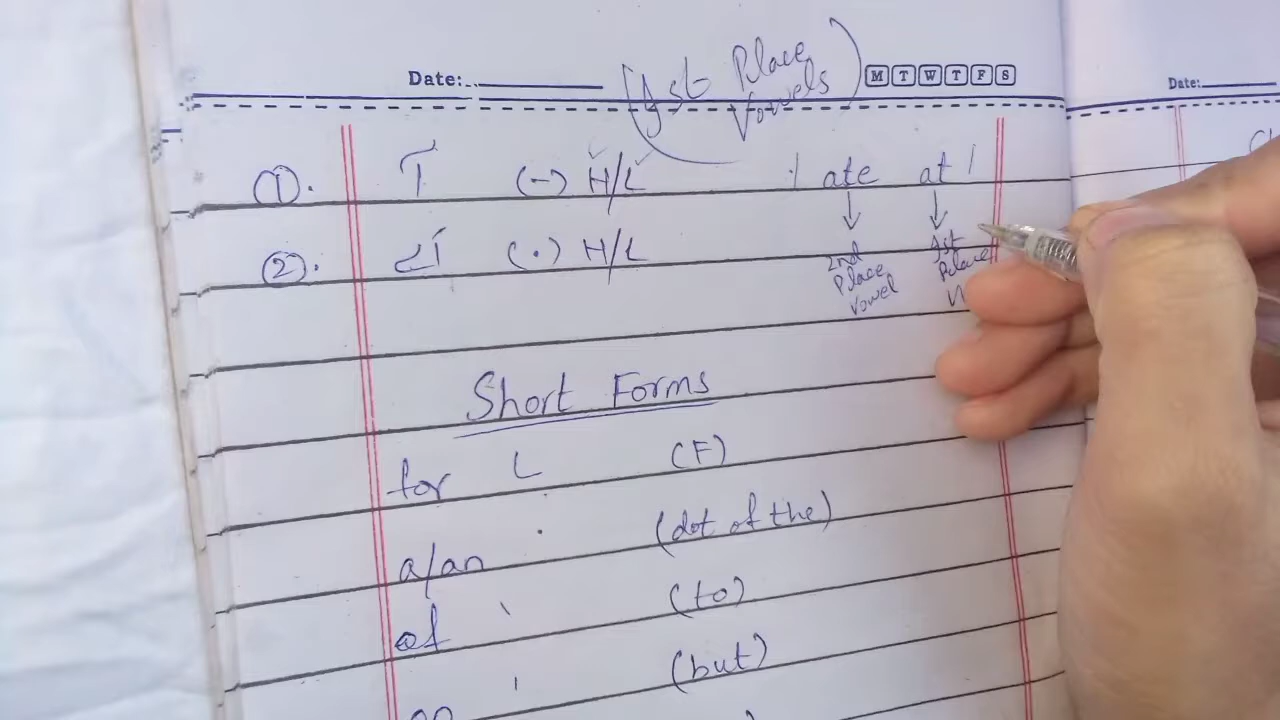 Date:
(1st Place
Vowels)
M T W T F S
Date:
①. (-) H/L | ate at |
②. (.) H/L
2nd
Place
Vowel
1st
Place
V
Short Forms
for (F)
a/an . (dot of the)
of \ (to)
on ı (but)